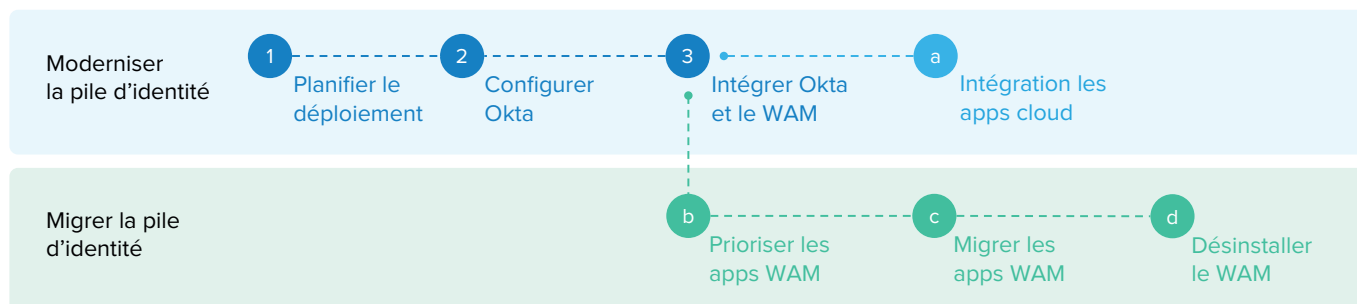 Moderniser
la pile d'identité
1
Planifier le
déploiement
2
Configurer
Okta
3
Intégrer Okta
et le WAM
a
Intégration les
apps cloud
Migrer la pile
d'identité
b
Prioriser les
apps WAM
c
Migrer les
apps WAM
d
Désinstaller
le WAM